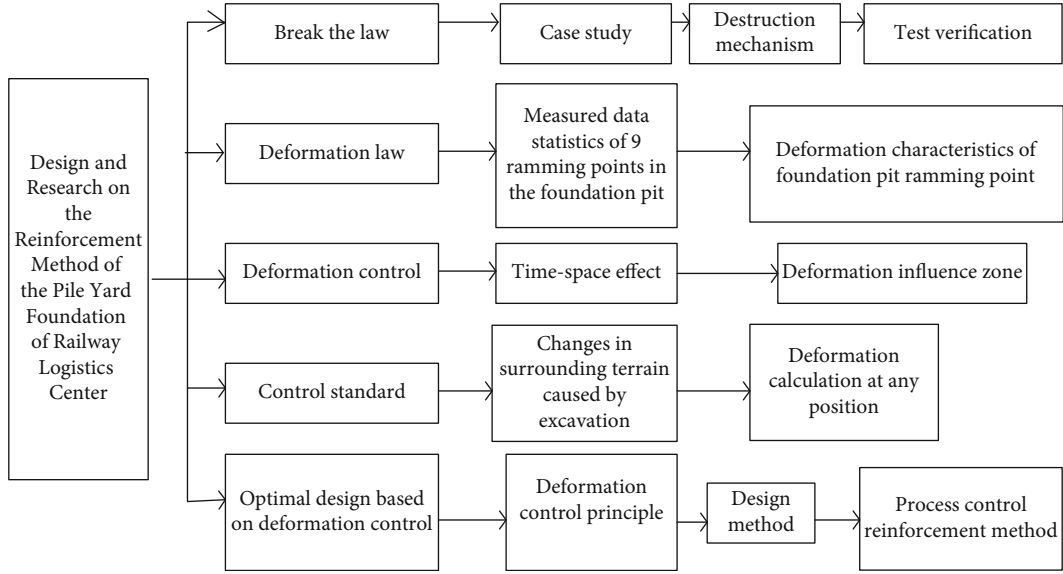 Design and
Research on
the
Reinforcement
Method of
the Pile Yard
Foundation
of Railway
Logistics
Center
Break the law
Case study
Destruction
mechanism
Test verification
Deformation law
Measured data
statistics of 9
ramming points in
the foundation pit
Deformation characteristics of
foundation pit ramming point
Deformation control
Time-space effect
Deformation influence zone
Control standard
Changes in
surrounding terrain
caused by
excavation
Deformation
calculation at any
position
Optimal design based
on deformation control
Deformation
control principle
Design
method
Process control
reinforcement method